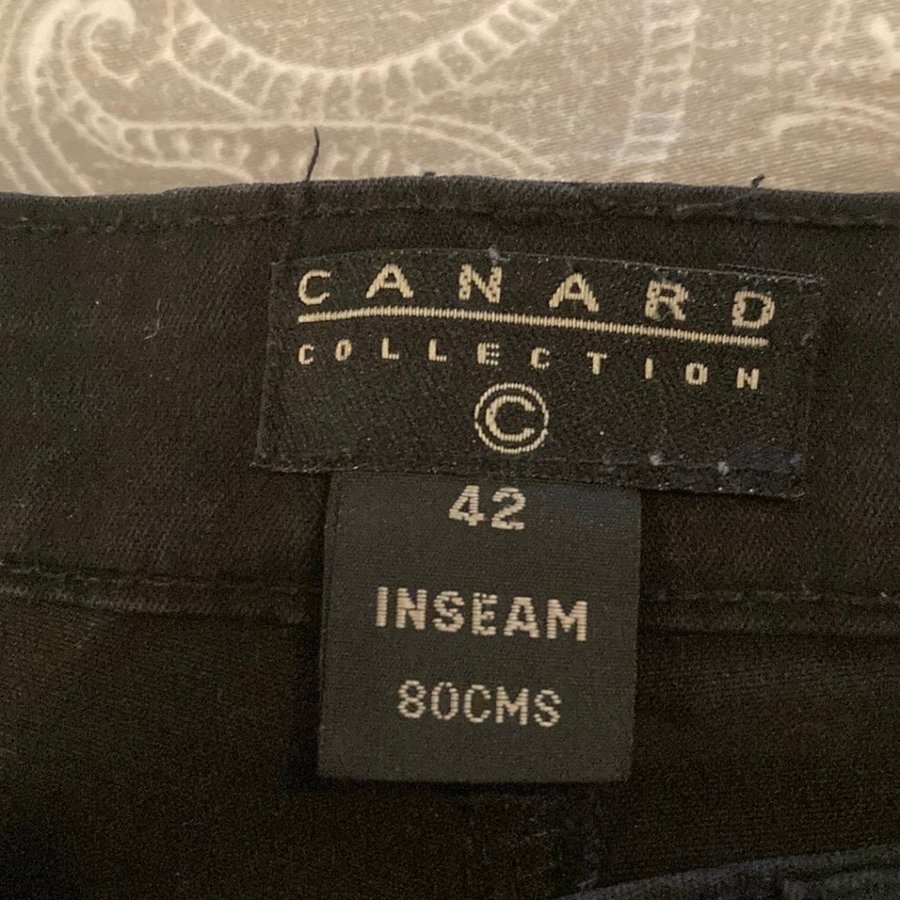 CANARD
COLLECTION
©
42
INSEAM
80CMS